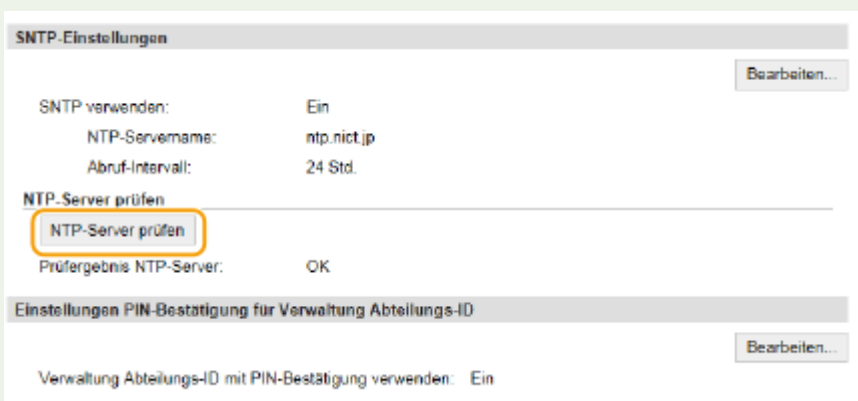 SNTP-Einstellungen
Bearbeiten...
SNTP verwenden: Ein
NTP-Servername: ntp.nict.jp
Abruf-Intervall: 24 Std.
NTP-Server prüfen
NTP-Server prüfen
Prüfergebnis NTP-Server: OK
Einstellungen PIN-Bestätigung für Verwaltung Abteilungs-ID
Bearbeiten...
Verwaltung Abteilungs-ID mit PIN-Bestätigung verwenden: Ein